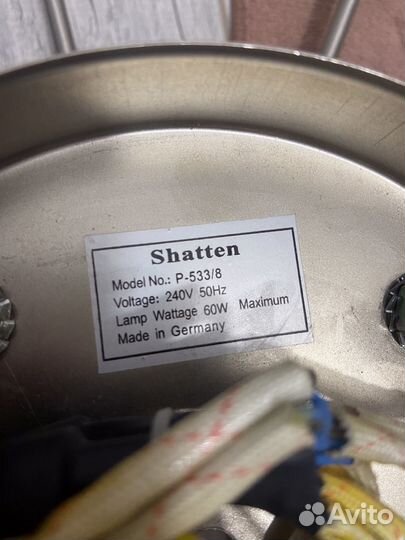 Shatten
Model No.: P-533/8
Voltage: 240V 50Hz
Lamp Wattage 60W Maximum
Made in Germany
Avito